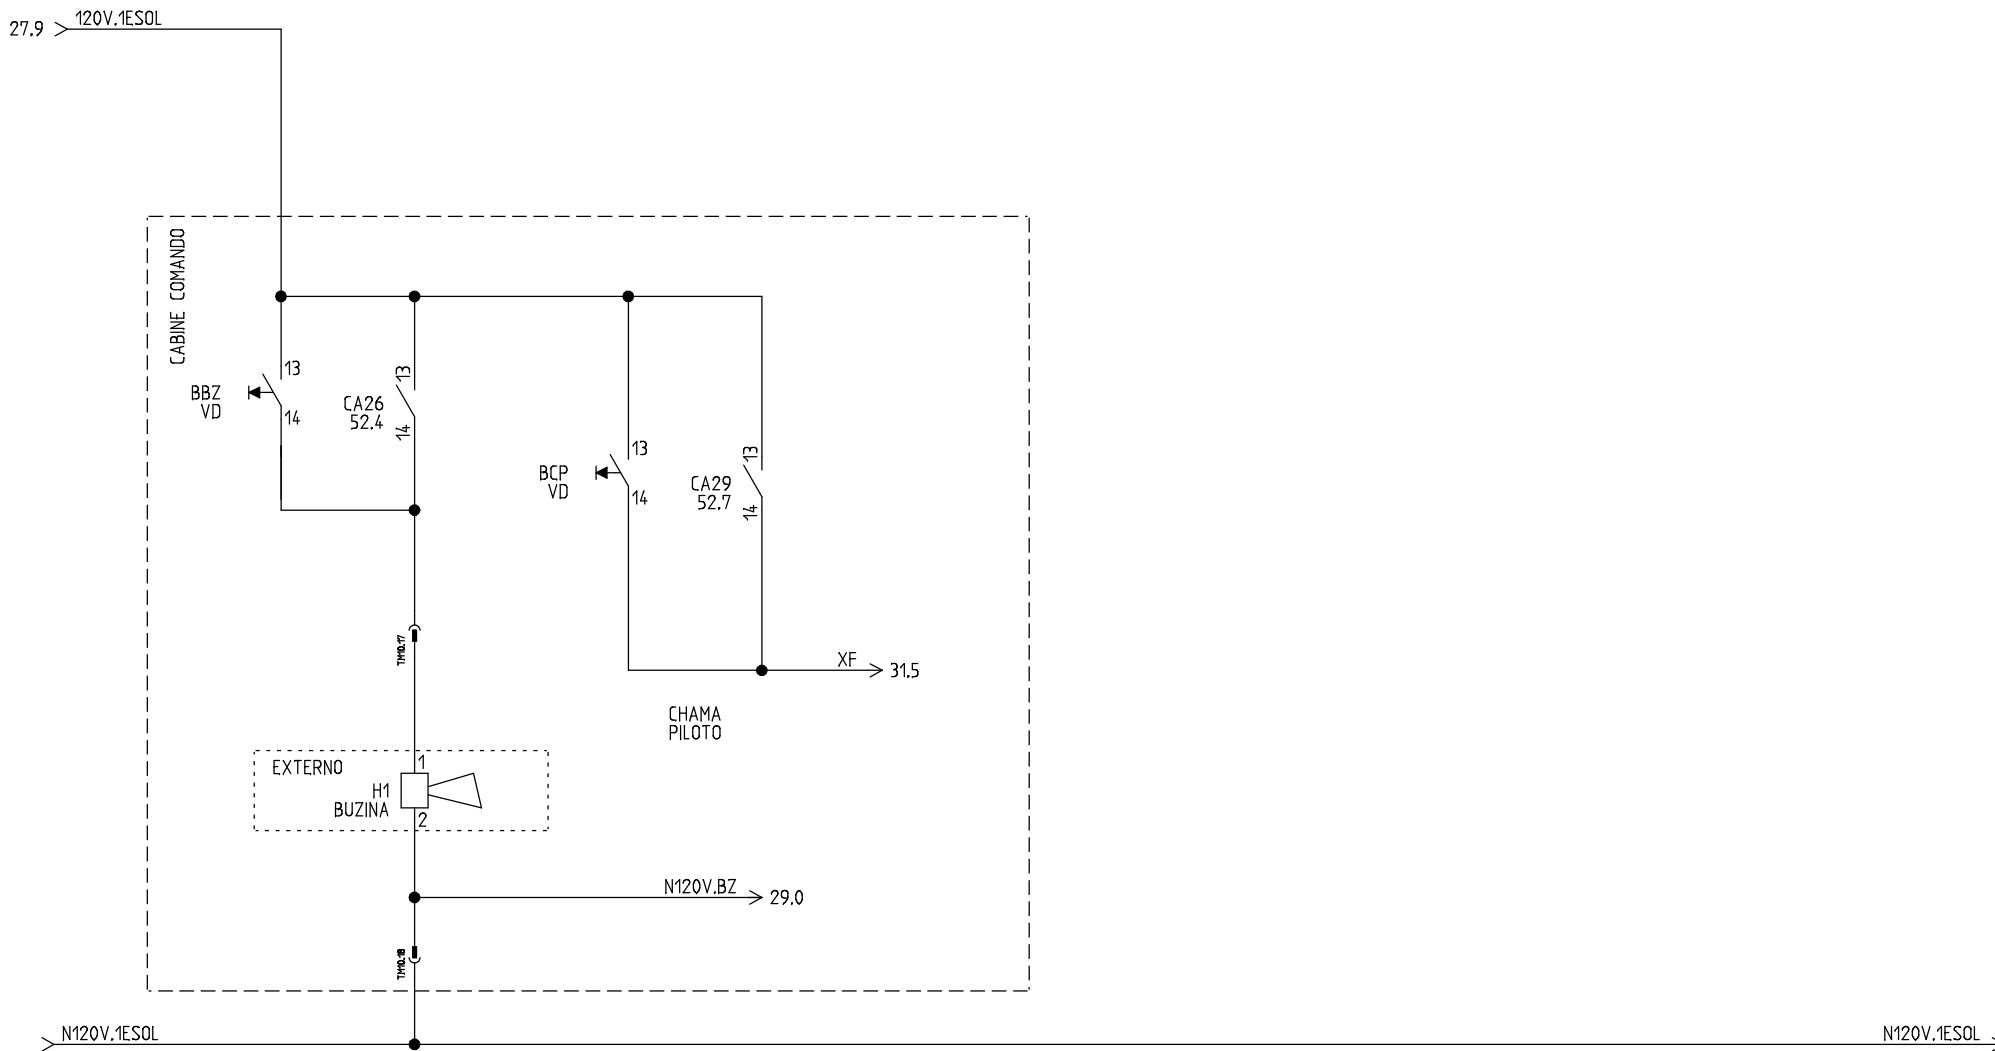 120V.1ESOL
27.9
CABINE COMANDO
13
BBZ
VD
14
13
CA26
52.4
14
13
BCP
VD
14
13
CA29
52.7
14
TM10.17
XF
31.5
CHAMA
PILOTO
EXTERNO
1
H1
BUZINA
2
N120V.BZ
29.0
TM10.18
N120V.1ESOL
N120V.1ESOL